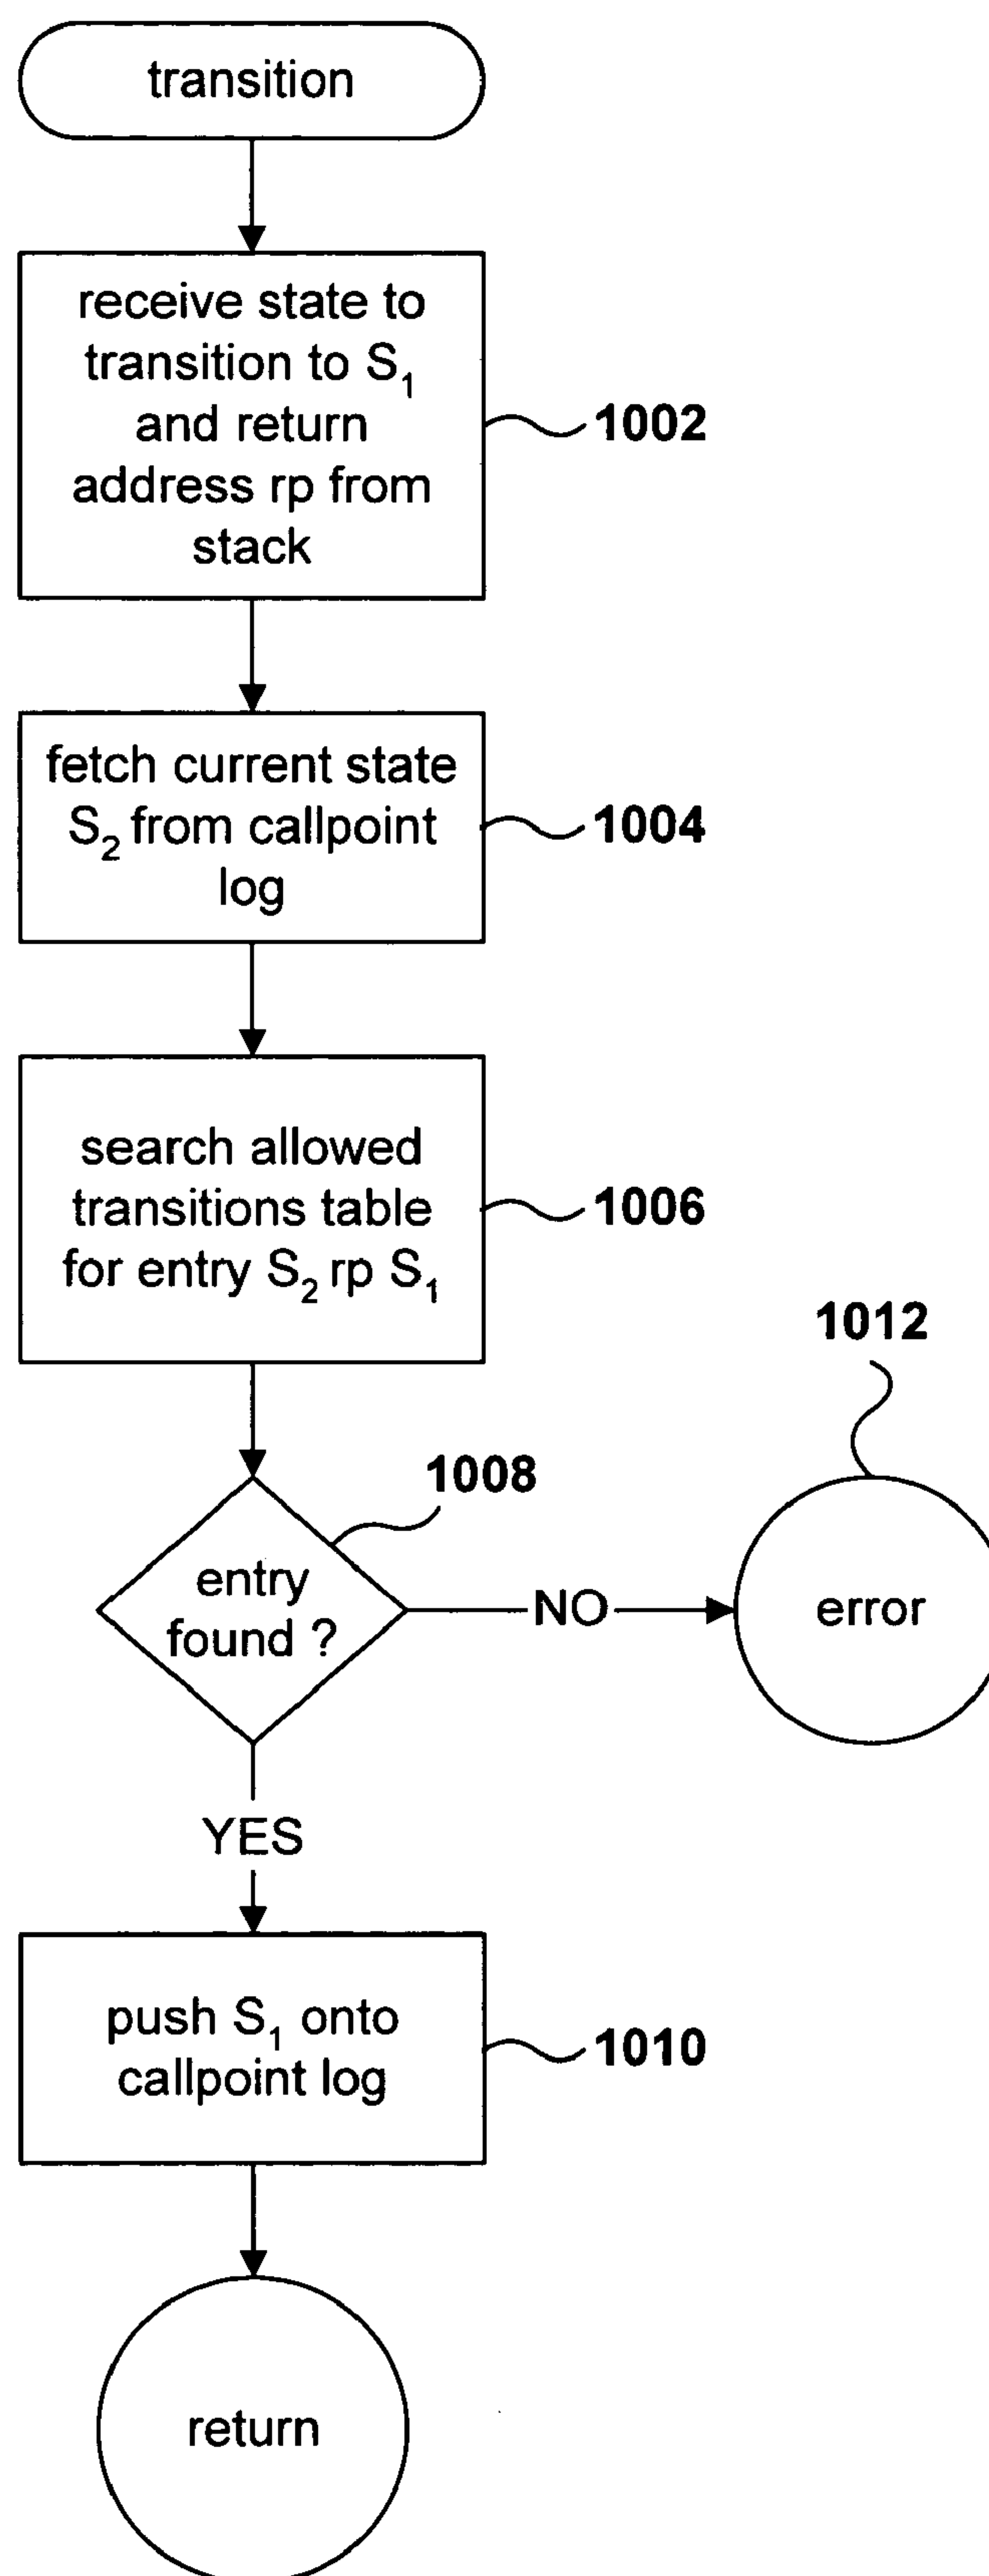 transition
receive state to
transition to S₁
and return
address rp from
stack
1002
fetch current state
S₂ from callpoint
log
1004
search allowed
transitions table
for entry S₂ rp S₁
1006
1012
1008
entry
found ?
NO
error
YES
push S₁ onto
callpoint log
1010
return